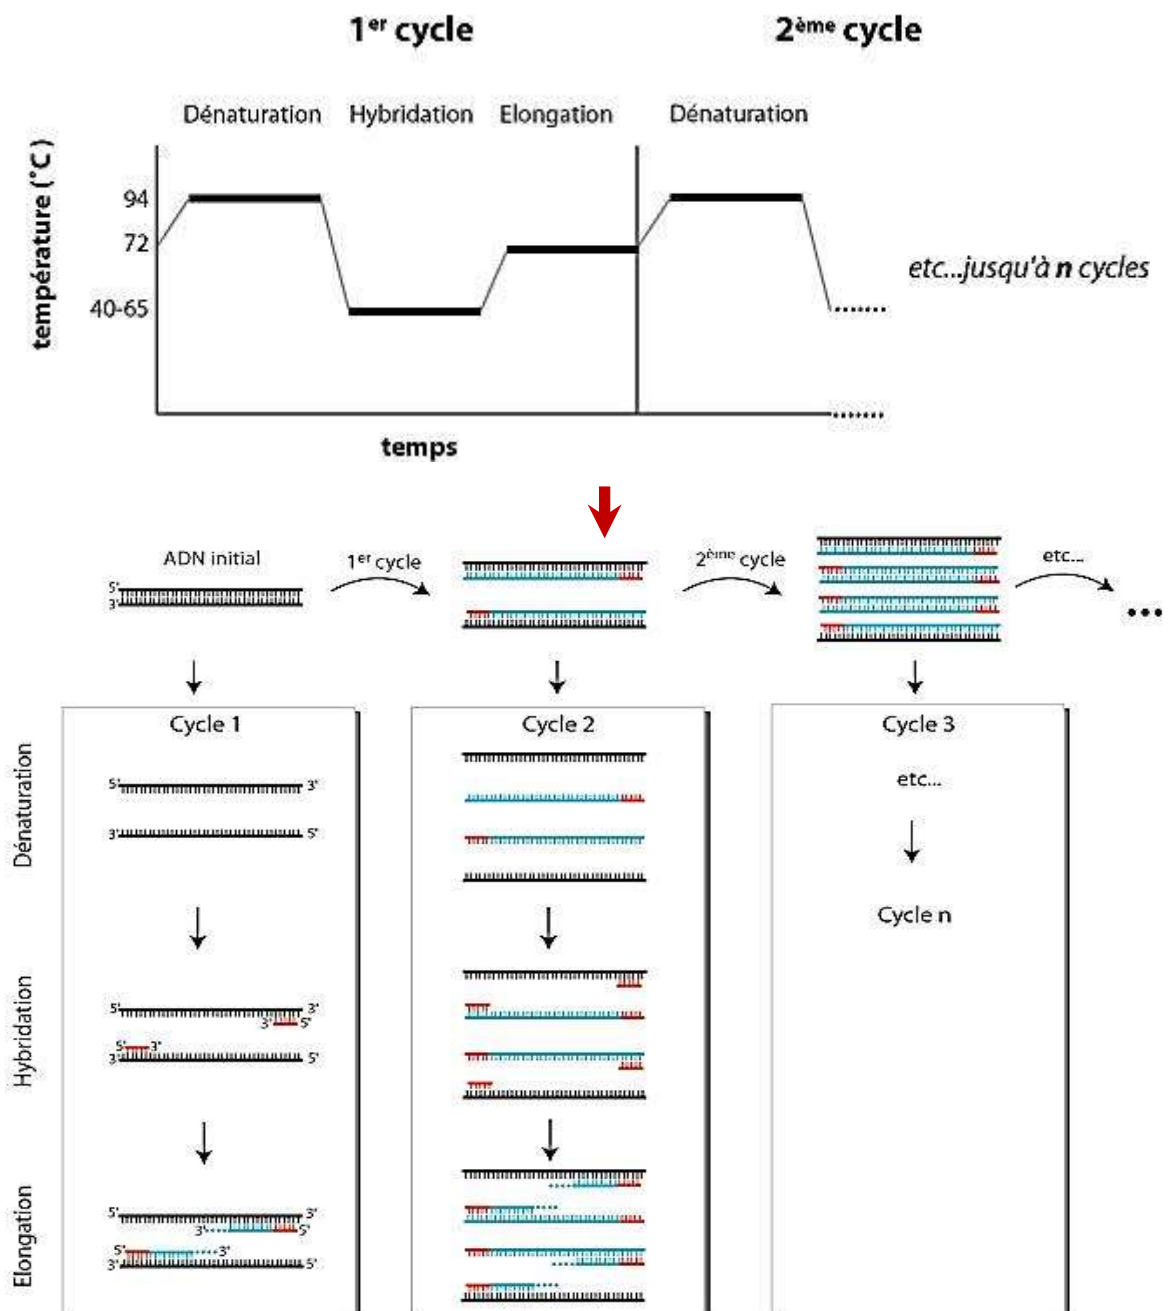 1er cycle
2ème cycle
Dénaturation
Hybridation
Elongation
Dénaturation
température (°C)
94
72
40-65
etc...jusqu'à n cycles
temps
ADN initial
5'
3'
1er cycle
2ème cycle
etc...
Cycle 1
Cycle 2
Cycle 3
Dénaturation
5'
3'
3'
5'
etc...
Cycle n
Hybridation
5'
3'
3'
5'
5'
3'
3'
5'
Elongation
5'
3'
3'
5'
5'
3'
3'
5'